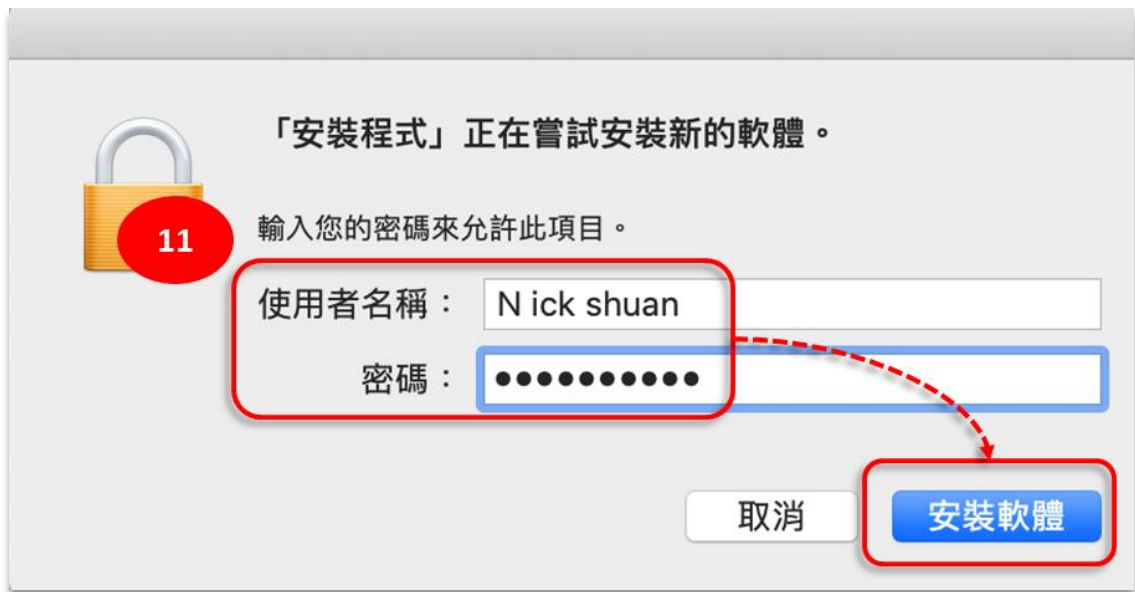 「安裝程式」正在嘗試安裝新的軟體。
輸入您的密碼來允許此項目。
11
使用者名稱： N ick shuan
密碼： ●●●●●●●●●●
取消 安裝軟體